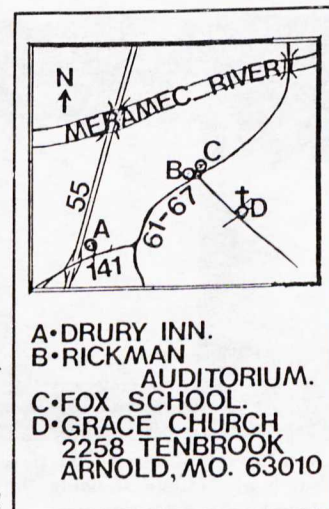 N
MERAMEC RIVER
55
A
141
61-67
B
C
D
A•DRURY INN.
B•RICKMAN
AUDITORIUM.
C•FOX SCHOOL.
D•GRACE CHURCH
2258 TENBROOK
ARNOLD, MO. 63010